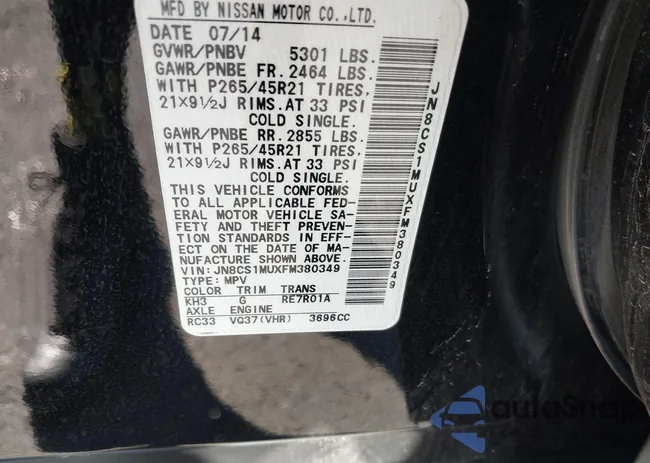 MFD BY NISSAN MOTOR CO.,LTD.
DATE 07/14
GVWR/PNBV 5301 LBS.
GAWR/PNBE FR. 2464 LBS.
WITH P265/45R21 TIRES,
21×9½J RIMS.AT 33 PSI
COLD SINGLE.
GAWR/PNBE RR. 2855 LBS.
WITH P265/45R21 TIRES,
21×9½J RIMS.AT 33 PSI
COLD SINGLE.
THIS VEHICLE CONFORMS
TO ALL APPLICABLE FED-
ERAL MOTOR VEHICLE SA-
FETY AND THEFT PREVEN-
TION STANDARDS IN EFF-
ECT ON THE DATE OF MA-
NUFACTURE SHOWN ABOVE.
VIN:JN8CS1MUXFM380349
TYPE: MPV
COLOR TRIM TRANS
KH3 G RE7R01A
AXLE ENGINE
RC33 VQ37(VHR) 3696CC
JN8CS1MUXFM380349
autoSnap